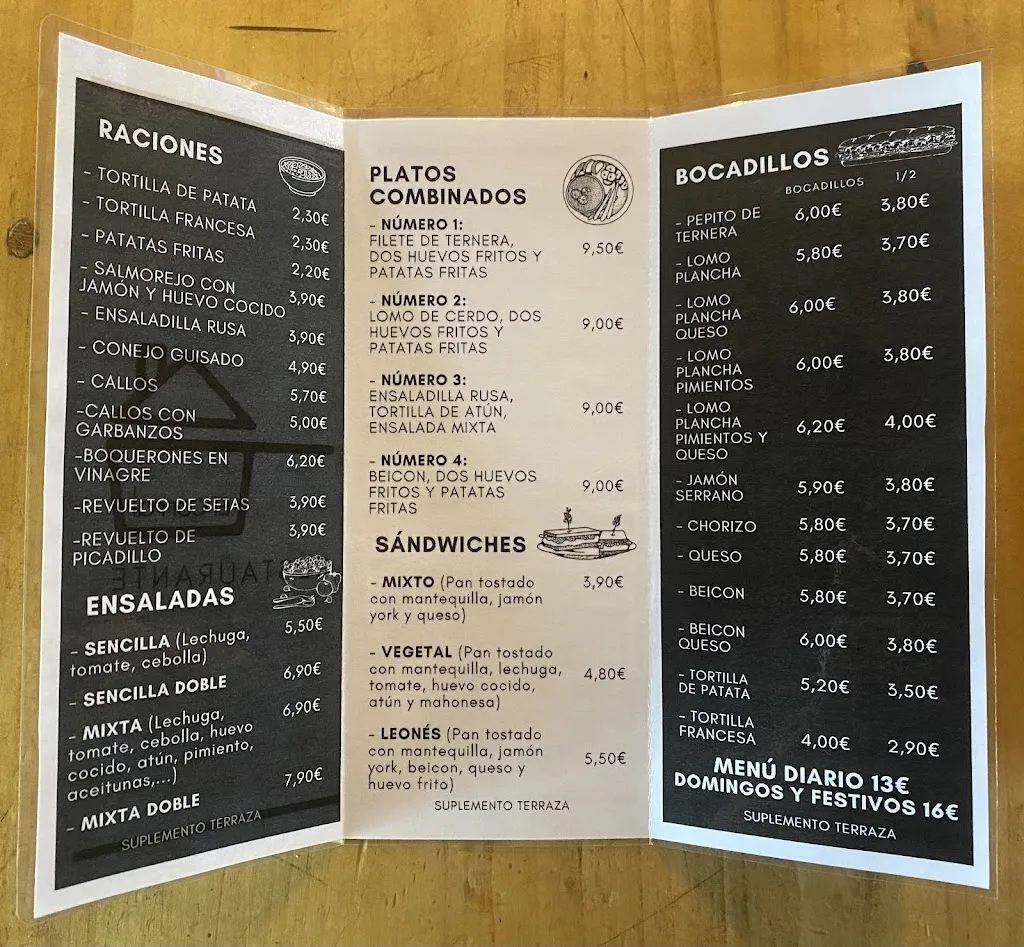 RACIONES
- TORTILLA DE PATATA 2,30€
- TORTILLA FRANCESA 2,30€
- PATATAS FRITAS 2,20€
- SALMOREJO CON
JAMÓN Y HUEVO COCIDO 3,90€
- ENSALADILLA RUSA 3,90€
- CONEJO GUISADO 4,90€
- CALLOS 5,70€
-CALLOS CON
GARBANZOS 5,00€
-BOQUERONES EN
VINAGRE 6,20€
-REVUELTO DE SETAS 3,90€
-REVUELTO DE
PICADILLO 3,90€
ENSALADAS
- SENCILLA (Lechuga,
tomate, cebolla) 5,50€
- SENCILLA DOBLE 6,90€
- MIXTA (Lechuga,
tomate, cebolla, huevo
cocido, atún, pimiento,
aceitunas,...) 6,90€
- MIXTA DOBLE 7,90€
SUPLEMENTO TERRAZA
PLATOS
COMBINADOS
- NÚMERO 1:
FILETE DE TERNERA,
DOS HUEVOS FRITOS Y
PATATAS FRITAS 9,50€
- NÚMERO 2:
LOMO DE CERDO, DOS
HUEVOS FRITOS Y
PATATAS FRITAS 9,00€
- NÚMERO 3:
ENSALADILLA RUSA,
TORTILLA DE ATÚN,
ENSALADA MIXTA 9,00€
- NÚMERO 4:
BEICON, DOS HUEVOS
FRITOS Y PATATAS
FRITAS 9,00€
SÁNDWICHES
- MIXTO (Pan tostado
con mantequilla, jamón
york y queso) 3,90€
- VEGETAL (Pan tostado
con mantequilla, lechuga,
tomate, huevo cocido,
atún y mahonesa) 4,80€
- LEONÉS (Pan tostado
con mantequilla, jamón
york, beicon, queso y
huevo frito) 5,50€
SUPLEMENTO TERRAZA
BOCADILLOS
BOCADILLOS 1/2
- PEPITO DE
TERNERA 6,00€ 3,80€
- LOMO
PLANCHA 5,80€ 3,70€
- LOMO
PLANCHA
QUESO 6,00€ 3,80€
- LOMO
PLANCHA
PIMIENTOS 6,00€ 3,80€
- LOMO
PLANCHA
PIMIENTOS Y
QUESO 6,20€ 4,00€
- JAMÓN
SERRANO 5,90€ 3,80€
- CHORIZO 5,80€ 3,70€
- QUESO 5,80€ 3,70€
- BEICON 5,80€ 3,70€
- BEICON
QUESO 6,00€ 3,80€
- TORTILLA
DE PATATA 5,20€ 3,50€
- TORTILLA
FRANCESA 4,00€ 2,90€
MENÚ DIARIO 13€
DOMINGOS Y FESTIVOS 16€
SUPLEMENTO TERRAZA